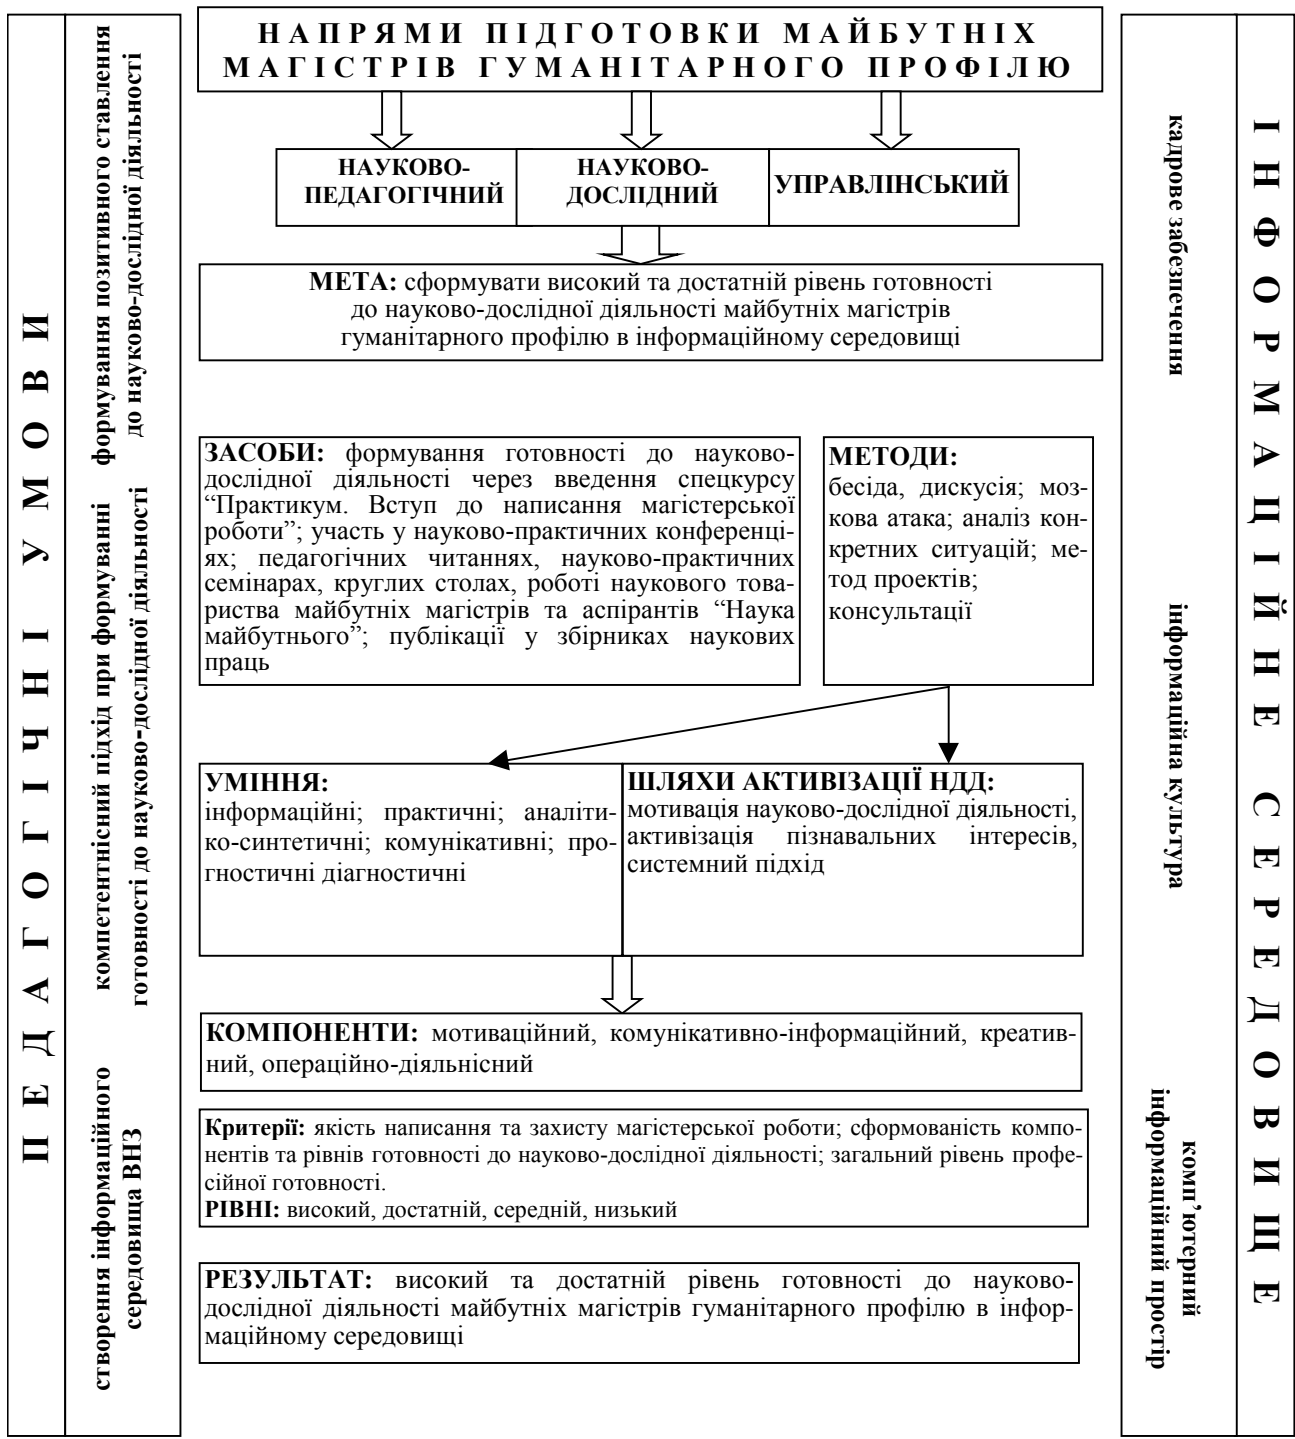 ПЕДАГОГІЧНІ УМОВИ
формування позитивного ставлення
до науково-дослідної діяльності
компетентнісний підхід при формуванні
готовності до науково-дослідної діяльності
створення інформаційного
середовища ВНЗ
НАПРЯМИ ПІДГОТОВКИ МАЙБУТНІХ
МАГІСТРІВ ГУМАНІТАРНОГО ПРОФІЛЮ
НАУКОВО-
ПЕДАГОГІЧНИЙ
НАУКОВО-
ДОСЛІДНИЙ
УПРАВЛІНСЬКИЙ
МЕТА: сформувати високий та достатній рівень готовності
до науково-дослідної діяльності майбутніх магістрів
гуманітарного профілю в інформаційному середовищі
ЗАСОБИ: формування готовності до науково-
дослідної діяльності через введення спецкурсу
“Практикум. Вступ до написання магістерської
роботи”; участь у науково-практичних конференці-
ях; педагогічних читаннях, науково-практичних
семінарах, круглих столах, роботі наукового това-
риства майбутніх магістрів та аспірантів “Наука
майбутнього”; публікації у збірниках наукових
праць
МЕТОДИ:
бесіда, дискусія; моз-
кова атака; аналіз кон-
кретних ситуацій; ме-
тод проектів;
консультації
УМІННЯ:
інформаційні; практичні; аналіти-
ко-синтетичні; комунікативні; про-
гностичні діагностичні
ШЛЯХИ АКТИВІЗАЦІЇ НДД:
мотивація науково-дослідної діяльності,
активізація пізнавальних інтересів,
системний підхід
КОМПОНЕНТИ: мотиваційний, комунікативно-інформаційний, креатив-
ний, операційно-діяльнісний
Критерії: якість написання та захисту магістерської роботи; сформованість компо-
нентів та рівнів готовності до науково-дослідної діяльності; загальний рівень профе-
сійної готовності.
РІВНІ: високий, достатній, середній, низький
РЕЗУЛЬТАТ: високий та достатній рівень готовності до науково-
дослідної діяльності майбутніх магістрів гуманітарного профілю в інфор-
маційному середовищі
кадрове забезпечення
інформаційна культура
комп’ютерний
інформаційний простір
ІНФОРМАЦІЙНЕ СЕРЕДОВИЩЕ